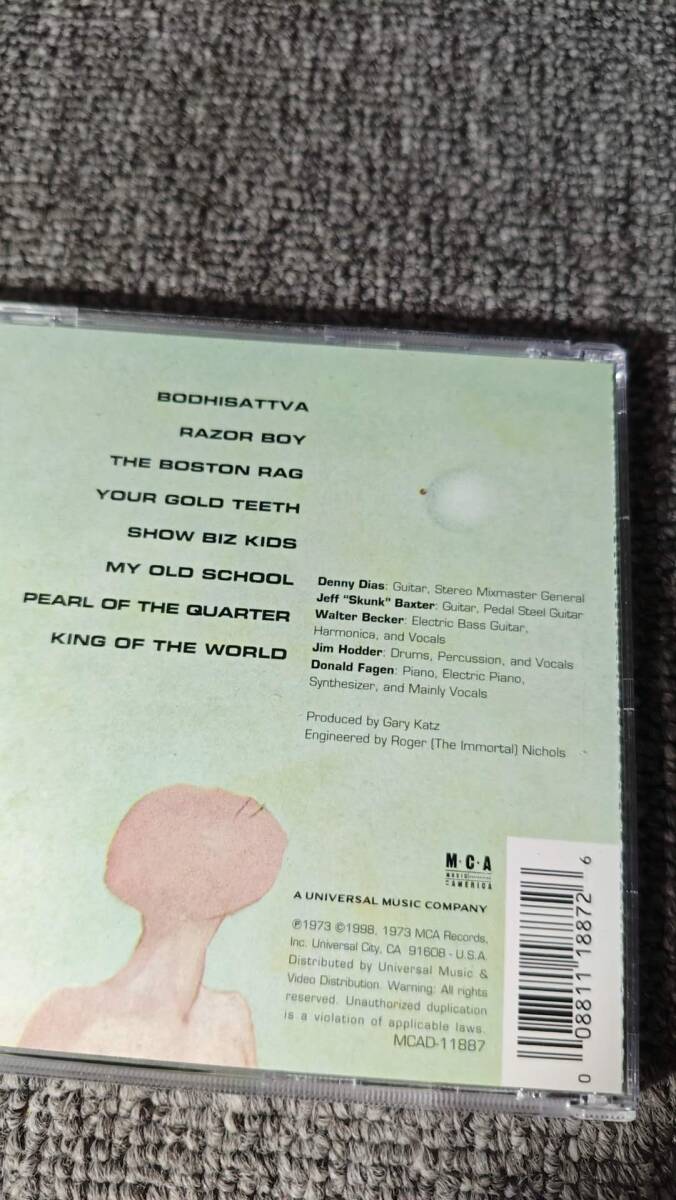 BODHISATTVA
RAZOR BOY
THE BOSTON RAG
YOUR GOLD TEETH
SHOW BIZ KIDS
MY OLD SCHOOL
PEARL OF THE QUARTER
KING OF THE WORLD
Denny Dias: Guitar, Stereo Mixmaster General
Jeff "Skunk" Baxter: Guitar, Pedal Steel Guitar
Walter Becker: Electric Bass Guitar,
Harmonica, and Vocals
Jim Hodder: Drums, Percussion, and Vocals
Donald Fagen: Piano, Electric Piano,
Synthesizer, and Mainly Vocals
Produced by Gary Katz
Engineered by Roger (The Immortal) Nichols
M·C·A
MUSIC
AMERICA
A UNIVERSAL MUSIC COMPANY
℗1973 ©1998, 1973 MCA Records,
Inc. Universal City, CA 91608 - U.S.A.
Distributed by Universal Music &
Video Distribution. Warning: All rights
reserved. Unauthorized duplication
is a violation of applicable laws.
MCAD-11887
0 08811 18872 6